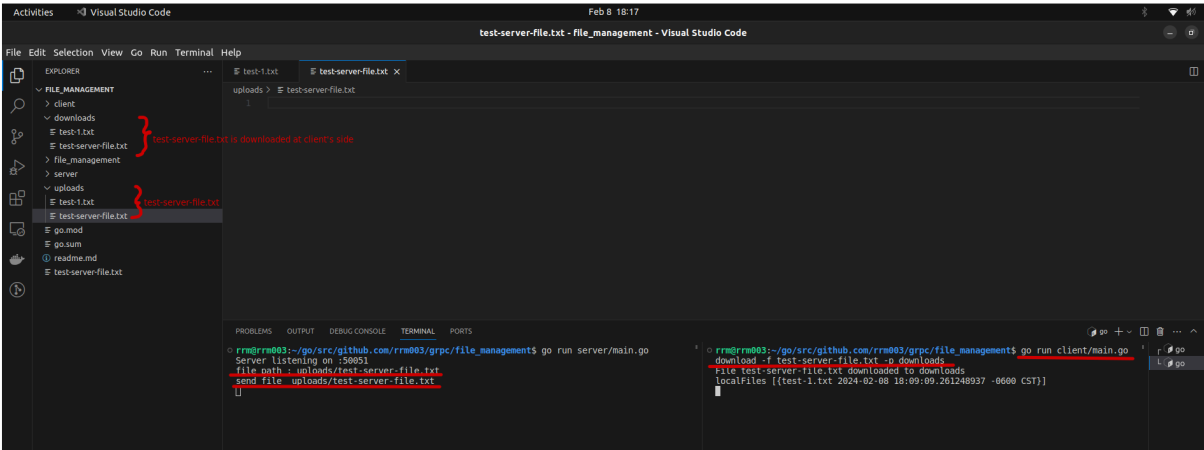 Activities Visual Studio Code Feb 8 18:17
test-server-file.txt - file_management - Visual Studio Code
File Edit Selection View Go Run Terminal Help
EXPLORER
FILE_MANAGEMENT
client
downloads
test-1.txt
test-server-file.txt
file_management
server
uploads
test-1.txt
test-server-file.txt
go.mod
go.sum
readme.md
test-server-file.txt
test-server-file.txt is downloaded at client's side
test-server-file.txt
test-1.txt test-server-file.txt
uploads > test-server-file.txt
1
PROBLEMS OUTPUT DEBUG CONSOLE TERMINAL PORTS
go
rrm@rrm003:~/go/src/github.com/rrm003/grpc/file_management$ go run server/main.go
Server listening on :50051
file path : uploads/test-server-file.txt
send file uploads/test-server-file.txt
rrm@rrm003:~/go/src/github.com/rrm003/grpc/file_management$ go run client/main.go
download -f test-server-file.txt -p downloads
File test-server-file.txt downloaded to downloads
localFiles [{test-1.txt 2024-02-08 18:09:09.261248937 -0600 CST}]
go
go